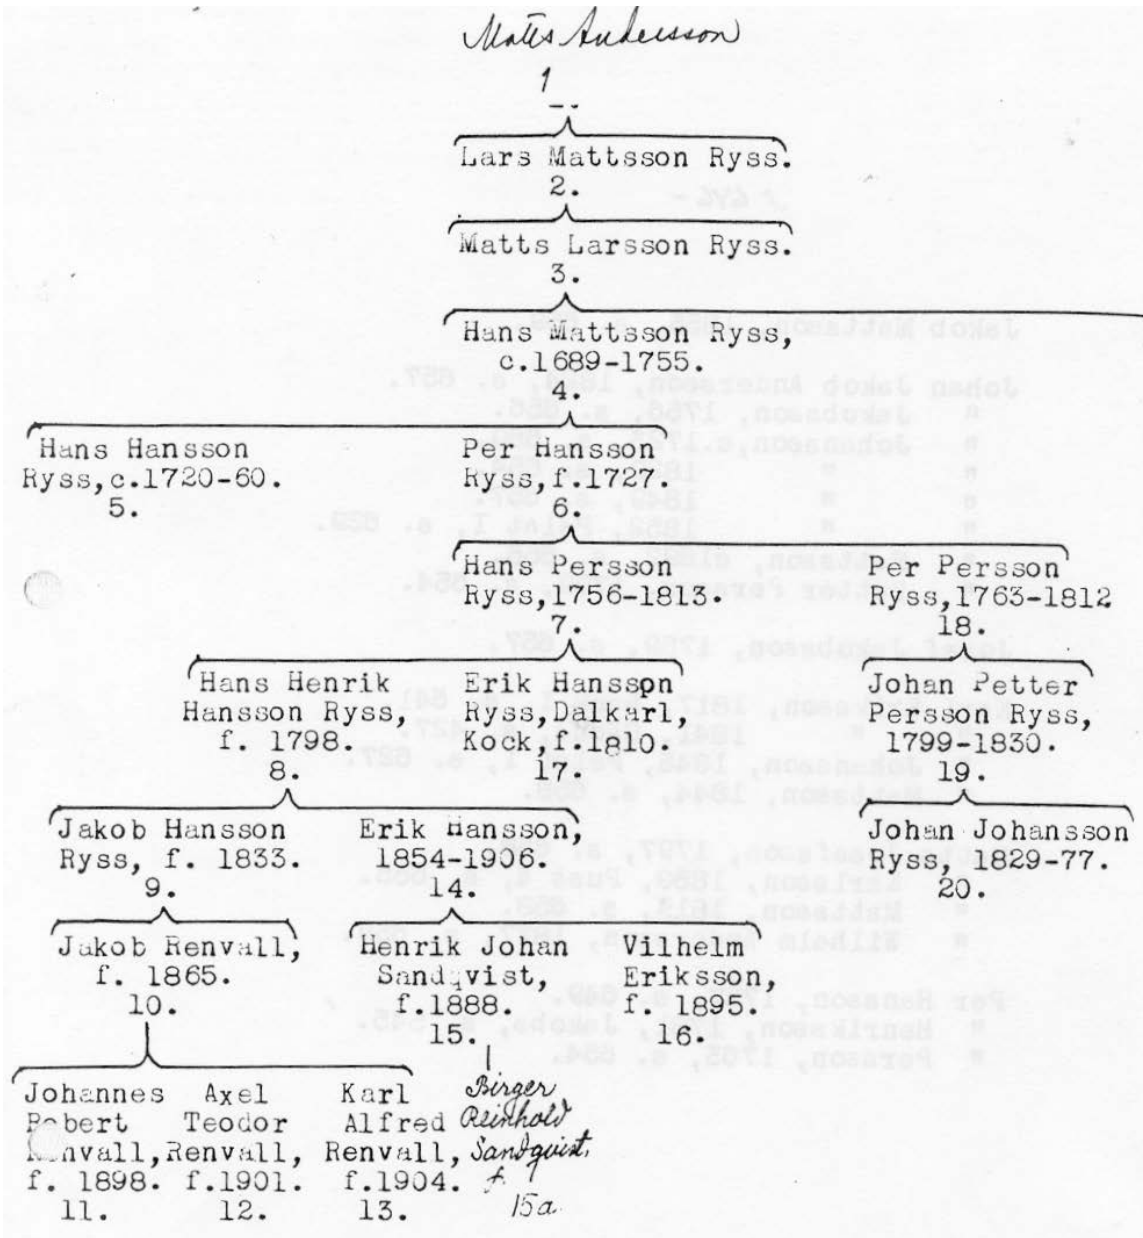 Matts Andersson
1
Lars Mattsson Ryss.
2.
Matts Larsson Ryss.
3.
Hans Mattsson Ryss,
c.1689-1755.
4.
Hans Hansson
Ryss,c.1720-60.
5.
Per Hansson
Ryss,f.1727.
6.
Hans Persson
Ryss,1756-1813.
7.
Per Persson
Ryss,1763-1812
18.
Hans Henrik
Hansson Ryss,
f. 1798.
8.
Erik Hansson
Ryss,Dalkarl,
Kock,f.1810.
17.
Johan Petter
Persson Ryss,
1799-1830.
19.
Jakob Hansson
Ryss, f. 1833.
9.
Erik Hansson,
1854-1906.
14.
Johan Johansson
Ryss, 1829-77.
20.
Jakob Renvall,
f. 1865.
10.
Henrik Johan
Sandqvist,
f.1888.
15.
Vilhelm
Eriksson,
f. 1895.
16.
Johannes
Robert
Renvall,
f. 1898.
11.
Axel
Teodor
Renvall,
f.1901.
12.
Karl
Alfred
Renvall,
f.1904.
13.
Birger
Reinhold
Sandquist,
f.
15a